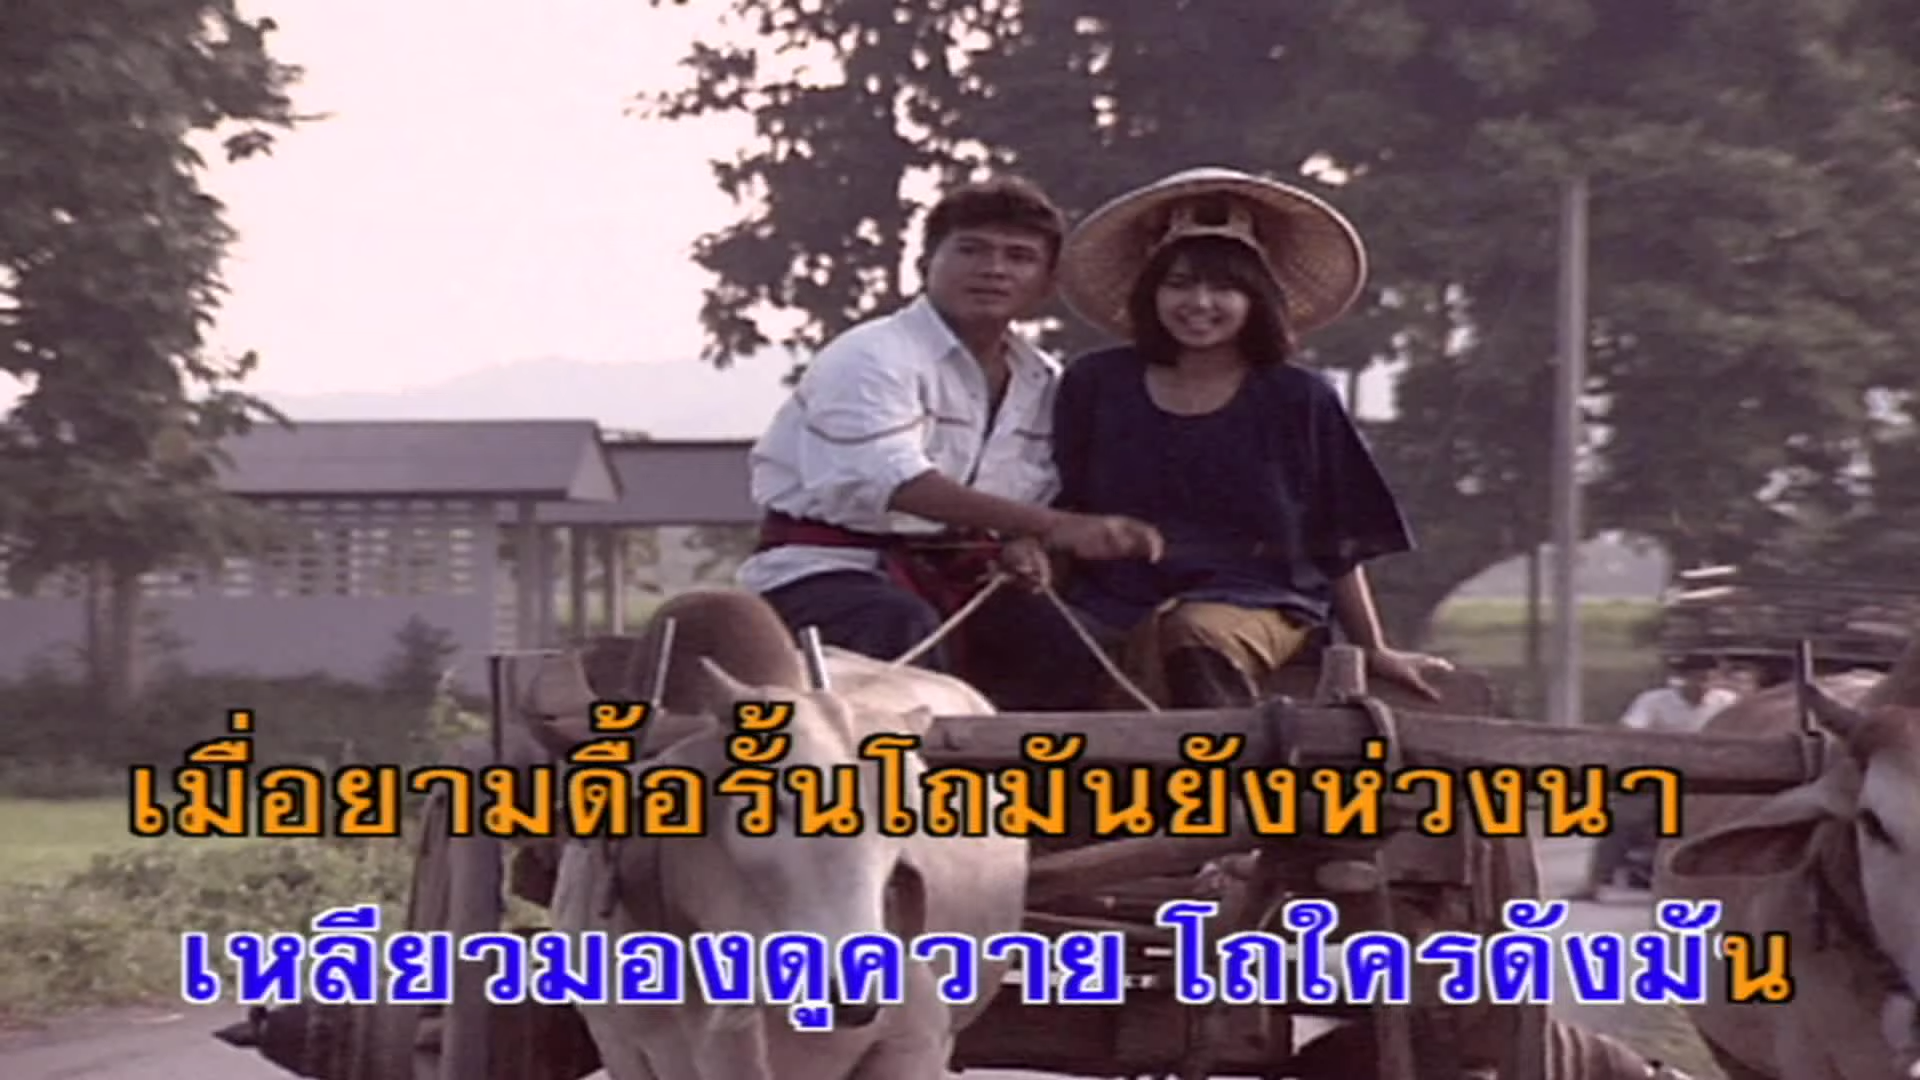 เมื่อยามดื้อรั้นโถมันยังห่วงนา
เหลียวมองดูควาย โถใครดังมัน